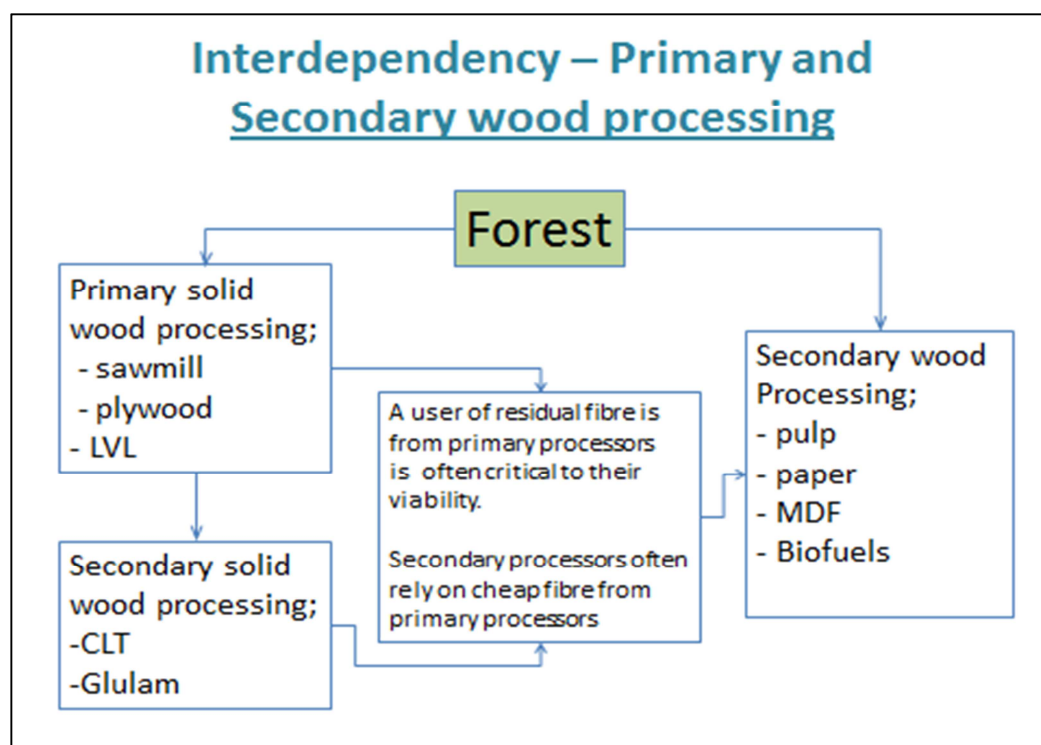 Interdependency – Primary and
Secondary wood processing
Forest
Primary solid
wood processing;
- sawmill
- plywood
- LVL
Secondary solid
wood processing;
-CLT
-Glulam
A user of residual fibre is
from primary processors
is often critical to their
viability.
Secondary processors often
rely on cheap fibre from
primary processors
Secondary wood
Processing;
- pulp
- paper
- MDF
- Biofuels